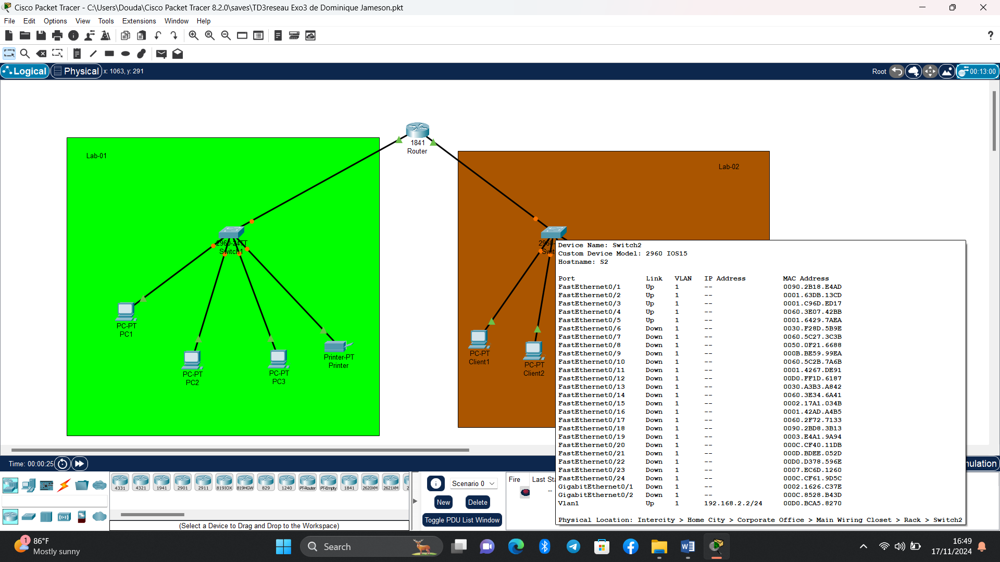 Cisco Packet Tracer - C:\Users\Douda\Cisco Packet Tracer 8.2.0\saves\TD3reseau Exo3 de Dominique Jameson.pkt
File Edit Options View Tools Extensions Window Help
?
Logical Physical x: 1063, y: 291 Root 00:13:00
1841
Router
Lab-01
Lab-02
2960-24TT
Switch1
2960-
Swit
PC-PT
PC1
PC-PT
PC2
PC-PT
PC3
Printer-PT
Printer
PC-PT
Client1
PC-PT
Client2
Device Name: Switch2
Custom Device Model: 2960 IOS15
Hostname: S2
Port Link VLAN IP Address MAC Address
FastEthernet0/1 Up 1 -- 0090.2B18.E4AD
FastEthernet0/2 Up 1 -- 0001.63DB.13CD
FastEthernet0/3 Up 1 -- 0001.C96D.ED17
FastEthernet0/4 Up 1 -- 0060.3E07.42BB
FastEthernet0/5 Up 1 -- 0001.6429.7AEA
FastEthernet0/6 Down 1 -- 0030.F28D.5B9E
FastEthernet0/7 Down 1 -- 0060.5C27.3C3B
FastEthernet0/8 Down 1 -- 0050.0F21.6688
FastEthernet0/9 Down 1 -- 000B.BE59.99EA
FastEthernet0/10 Down 1 -- 0060.5C2B.7A6B
FastEthernet0/11 Down 1 -- 0001.4267.DE91
FastEthernet0/12 Down 1 -- 00D0.FF1D.6187
FastEthernet0/13 Down 1 -- 0030.A3B3.A842
FastEthernet0/14 Down 1 -- 0060.3E34.6A41
FastEthernet0/15 Down 1 -- 0002.17A1.034B
FastEthernet0/16 Down 1 -- 0001.42AD.A4B5
FastEthernet0/17 Down 1 -- 0060.2F72.7133
FastEthernet0/18 Down 1 -- 0090.2BD8.3B13
FastEthernet0/19 Down 1 -- 0003.E4A1.9A94
FastEthernet0/20 Down 1 -- 000C.CF40.11DB
FastEthernet0/21 Down 1 -- 000D.BDEE.052D
FastEthernet0/22 Down 1 -- 00D0.D378.596E
FastEthernet0/23 Down 1 -- 0007.EC6D.1260
FastEthernet0/24 Down 1 -- 000C.CF61.9D5C
GigabitEthernet0/1 Down 1 -- 0002.1626.C37E
GigabitEthernet0/2 Down 1 -- 000C.8528.B43D
Vlan1 Up 1 192.168.2.2/24 00D0.BCA5.8270
Physical Location: Intercity > Home City > Corporate Office > Main Wiring Closet > Rack > Switch2
Time: 00:00:25
nulation
4331 4321 1941 2901 2911 819IOX 819HGW 829 1240 PT-Router PT-Empty 1841 2620XM 2621XM 2
(Select a Device to Drag and Drop to the Workspace)
Scenario 0
New Delete
Toggle PDU List Window
Fire Last Sta
--
1
86°F
Mostly sunny
Search
16:49
17/11/2024